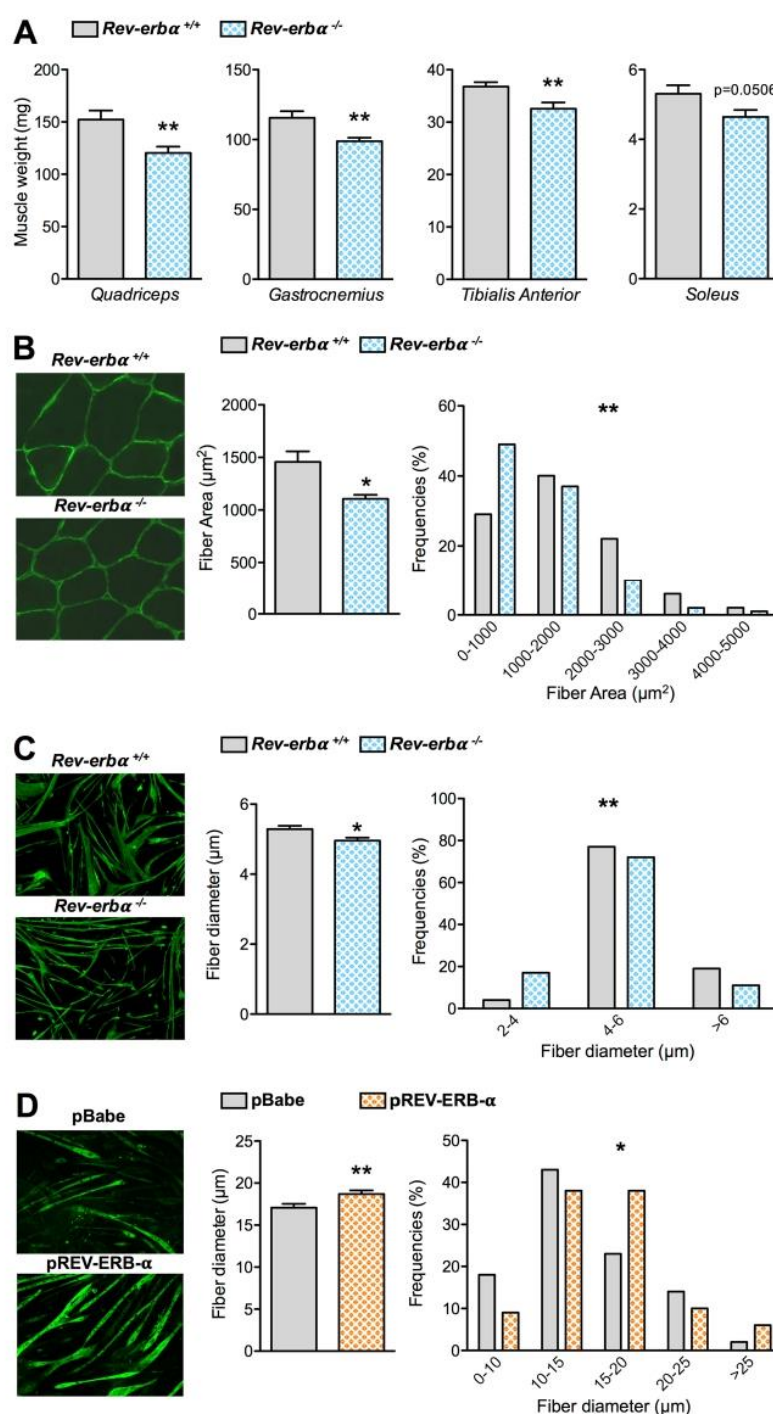 A
Rev-erbα +/+ Rev-erbα -/-
Muscle weight (mg)
200
150
100
50
0
Quadriceps
**
150
100
50
0
Gastrocnemius
**
40
30
20
10
0
Tibialis Anterior
**
6
4
2
0
Soleus
p=0.0506
B
Rev-erbα +/+ Rev-erbα -/-
Rev-erbα +/+
Rev-erbα -/-
Fiber Area (µm²)
2000
1500
1000
500
0
*
Frequencies (%)
60
40
20
0
**
0-1000
1000-2000
2000-3000
3000-4000
4000-5000
Fiber Area (µm²)
C
Rev-erbα +/+ Rev-erbα -/-
Rev-erbα +/+
Rev-erbα -/-
Fiber diameter (µm)
6
4
2
0
*
Frequencies (%)
100
80
60
40
20
0
**
2-4
4-6
>6
Fiber diameter (µm)
D
pBabe pREV-ERB-α
pBabe
pREV-ERB-α
Fiber diameter (µm)
25
20
15
10
5
0
**
Frequencies (%)
50
40
30
20
10
0
*
0-10
10-15
15-20
20-25
>25
Fiber diameter (µm)